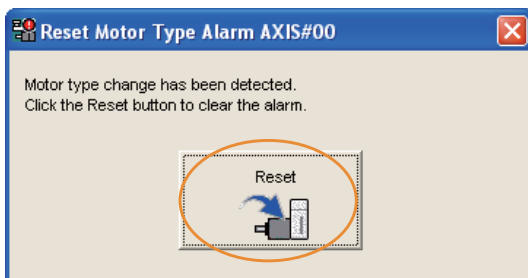 Reset Motor Type Alarm AXIS#00
Motor type change has been detected.
Click the Reset button to clear the alarm.
Reset